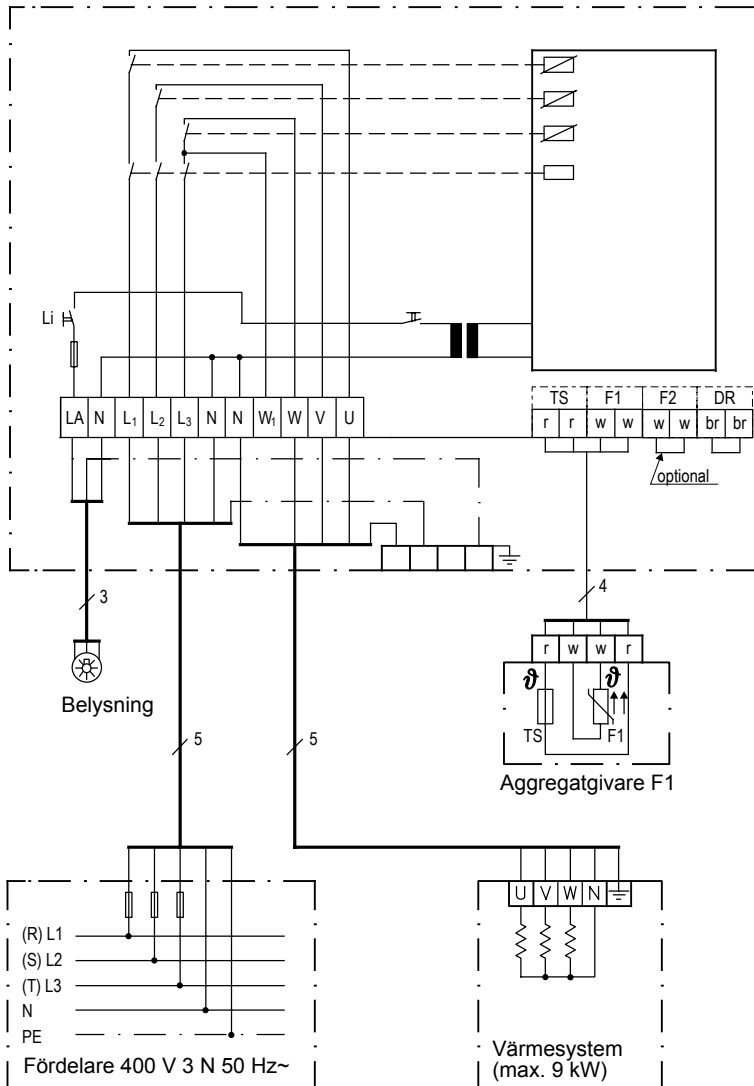 Li
LA N L1 L2 L3 N N W1 W V U
TS F1 F2 DR
r r w w w w br br
optional
3
4
Belysning
r w w r
ϑ ϑ
TS F1
Aggregatgivare F1
5 5
U V W N
(R) L1
(S) L2
(T) L3
N
PE
Fördelare 400 V 3 N 50 Hz~
Värmesystem
(max. 9 kW)